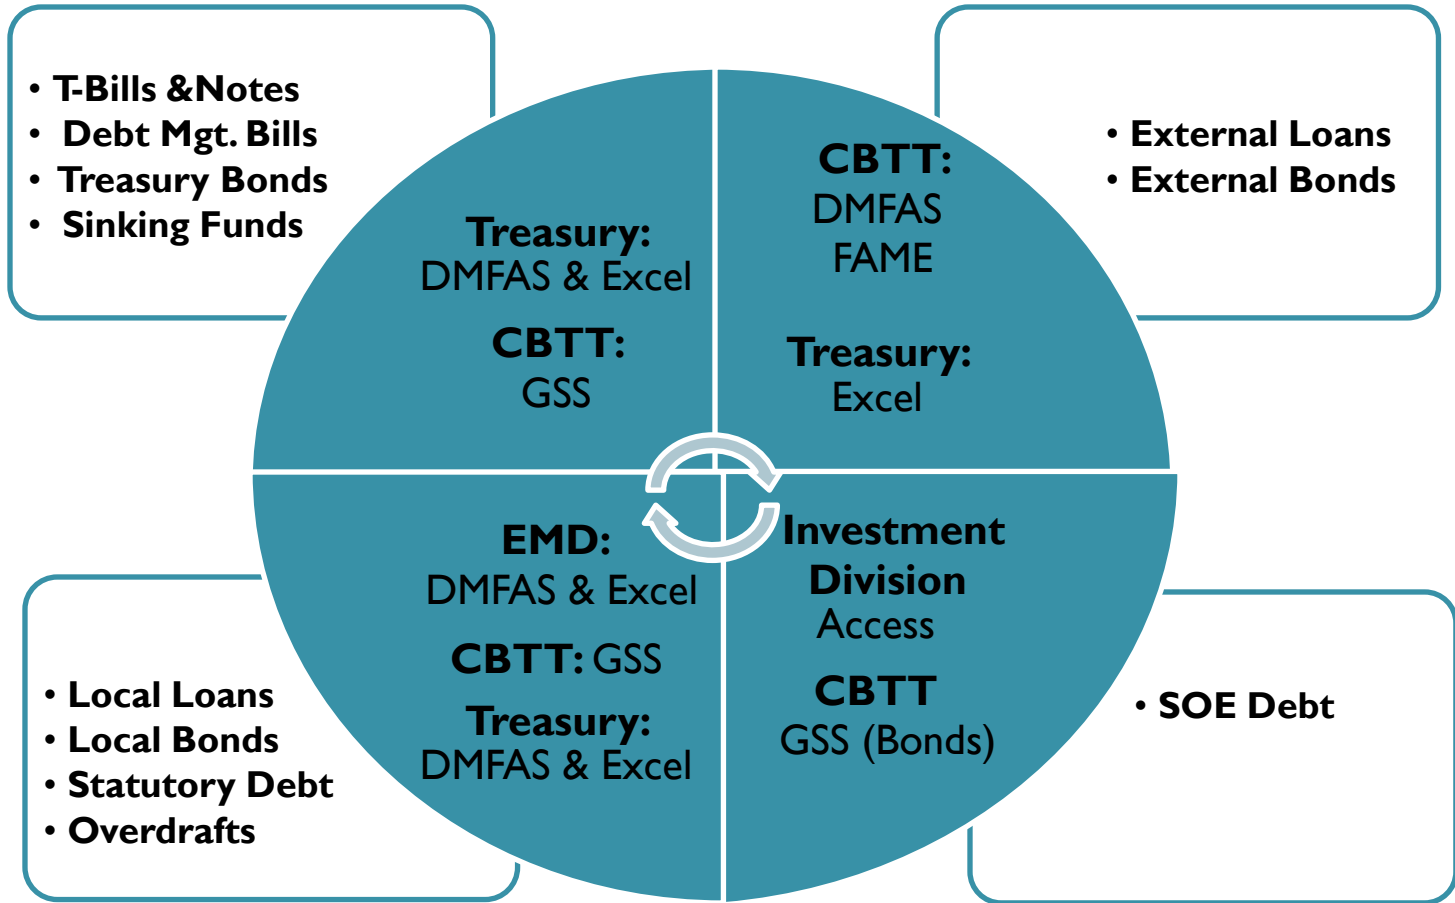 • T-Bills &Notes
• Debt Mgt. Bills
• Treasury Bonds
• Sinking Funds
Treasury:
DMFAS & Excel
CBTT:
GSS
CBTT:
DMFAS
FAME
Treasury:
Excel
• External Loans
• External Bonds
• Local Loans
• Local Bonds
• Statutory Debt
• Overdrafts
EMD:
DMFAS & Excel
CBTT: GSS
Treasury:
DMFAS & Excel
Investment
Division
Access
CBTT
GSS (Bonds)
• SOE Debt